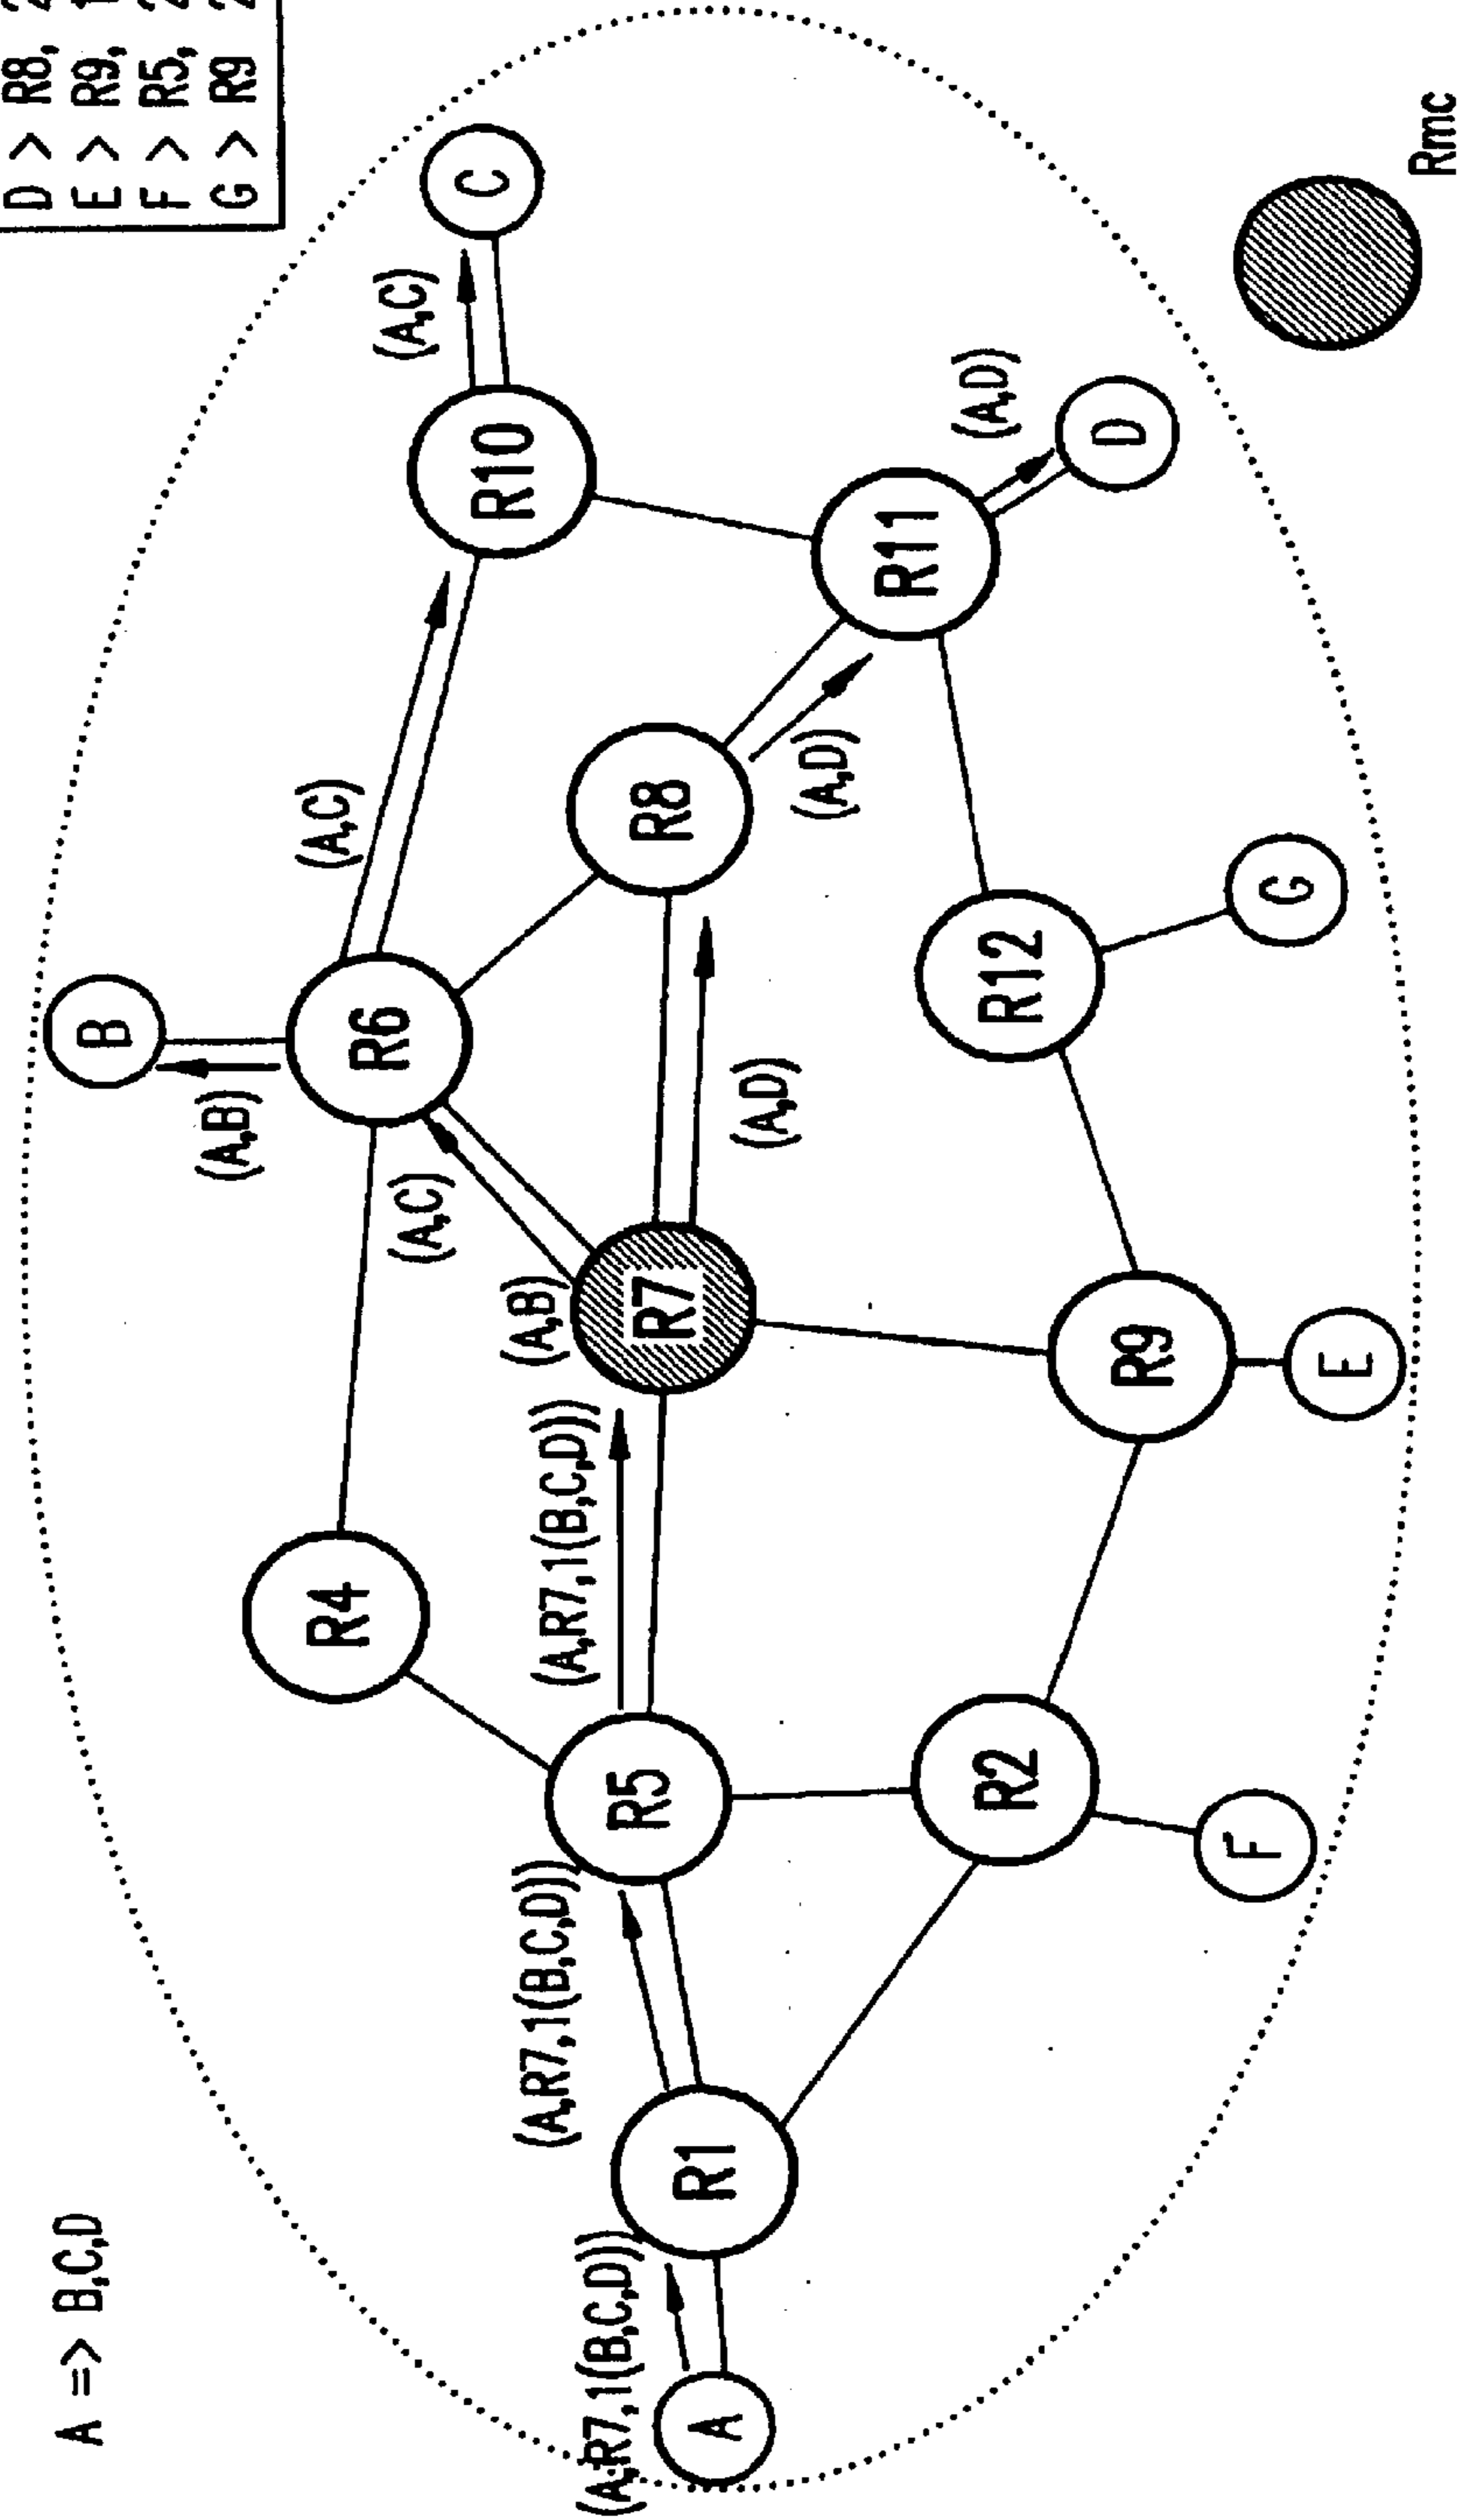 A => B,C,D
D > R8,
E > R9,
F > R5,
G > R9
B
(A,B)
(A,C)
(A,C)
C
R4
R6
R10
(A,C)
(A,B)
(A,R7,1(B,C,D))
(A,R7,1(B,C,D))
(A,R7,1(B,C,D))
A
R1
R5
R7
R8
(A,D)
(A,D)
R11
(A,D)
D
R2
R12
R9
F
E
G
Rmc